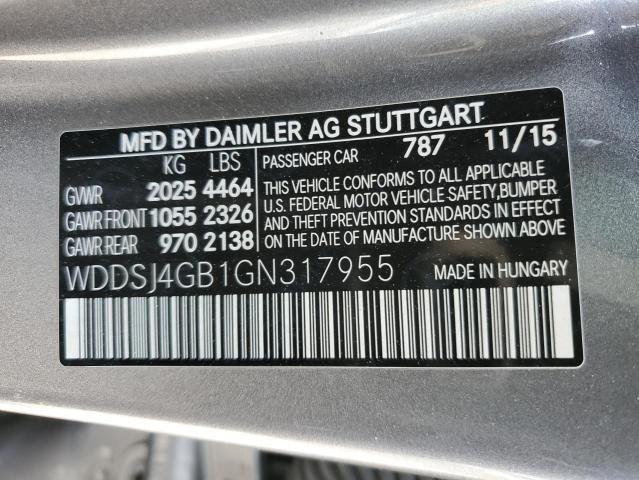 MFD BY DAIMLER AG STUTTGART
KG LBS
GVWR 2025 4464
GAWR FRONT 1055 2326
GAWR REAR 970 2138
PASSENGER CAR 787 11/15
THIS VEHICLE CONFORMS TO ALL APPLICABLE
U.S. FEDERAL MOTOR VEHICLE SAFETY, BUMPER
AND THEFT PREVENTION STANDARDS IN EFFECT
ON THE DATE OF MANUFACTURE SHOWN ABOVE.
WDDSJ4GB1GN317955 MADE IN HUNGARY